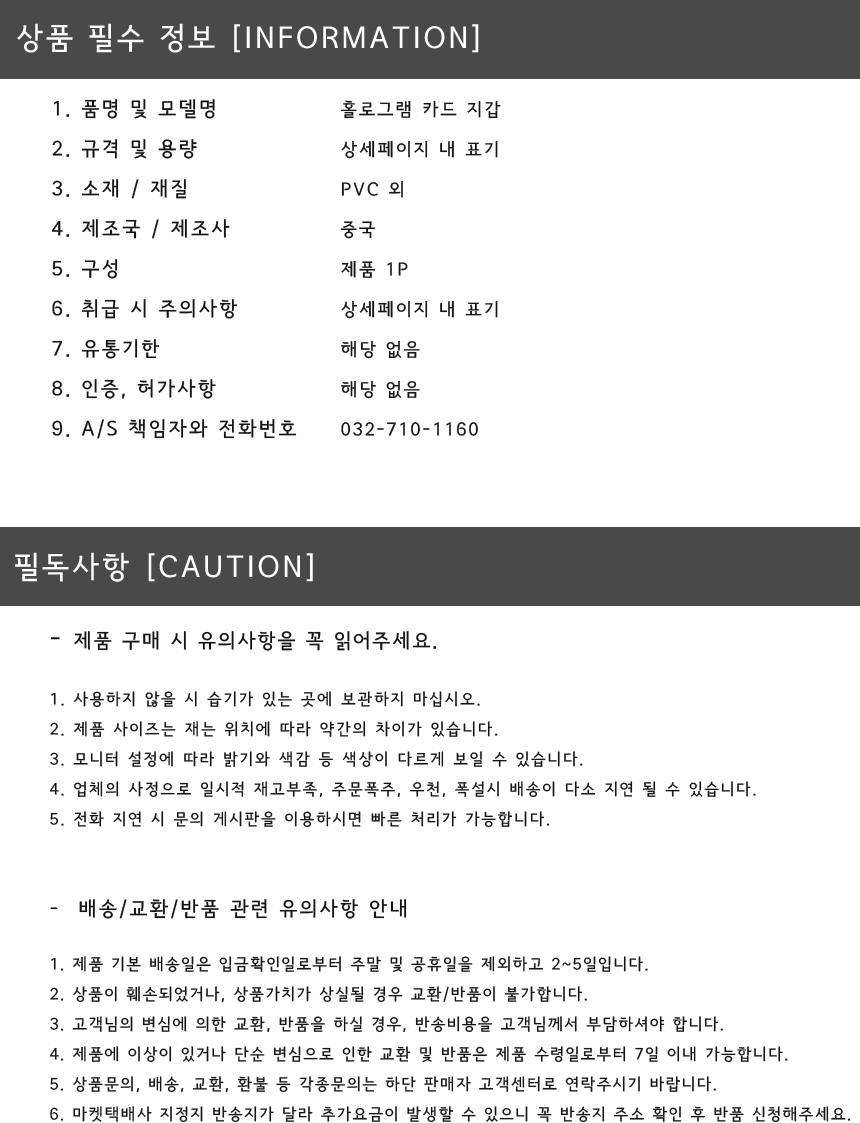 상품 필수 정보 [INFORMATION]
1. 품명 및 모델명 홀로그램 카드 지갑
2. 규격 및 용량 상세페이지 내 표기
3. 소재 / 재질 PVC 외
4. 제조국 / 제조사 중국
5. 구성 제품 1P
6. 취급 시 주의사항 상세페이지 내 표기
7. 유통기한 해당 없음
8. 인증, 허가사항 해당 없음
9. A/S 책임자와 전화번호 032-710-1160
필독사항 [CAUTION]
- 제품 구매 시 유의사항을 꼭 읽어주세요.
1. 사용하지 않을 시 습기가 있는 곳에 보관하지 마십시오.
2. 제품 사이즈는 재는 위치에 따라 약간의 차이가 있습니다.
3. 모니터 설정에 따라 밝기와 색감 등 색상이 다르게 보일 수 있습니다.
4. 업체의 사정으로 일시적 재고부족, 주문폭주, 우천, 폭설시 배송이 다소 지연 될 수 있습니다.
5. 전화 지연 시 문의 게시판을 이용하시면 빠른 처리가 가능합니다.
- 배송/교환/반품 관련 유의사항 안내
1. 제품 기본 배송일은 입금확인일로부터 주말 및 공휴일을 제외하고 2~5일입니다.
2. 상품이 훼손되었거나, 상품가치가 상실될 경우 교환/반품이 불가합니다.
3. 고객님의 변심에 의한 교환, 반품을 하실 경우, 반송비용을 고객님께서 부담하셔야 합니다.
4. 제품에 이상이 있거나 단순 변심으로 인한 교환 및 반품은 제품 수령일로부터 7일 이내 가능합니다.
5. 상품문의, 배송, 교환, 환불 등 각종문의는 하단 판매자 고객센터로 연락주시기 바랍니다.
6. 마켓택배사 지정지 반송지가 달라 추가요금이 발생할 수 있으니 꼭 반송지 주소 확인 후 반품 신청해주세요.